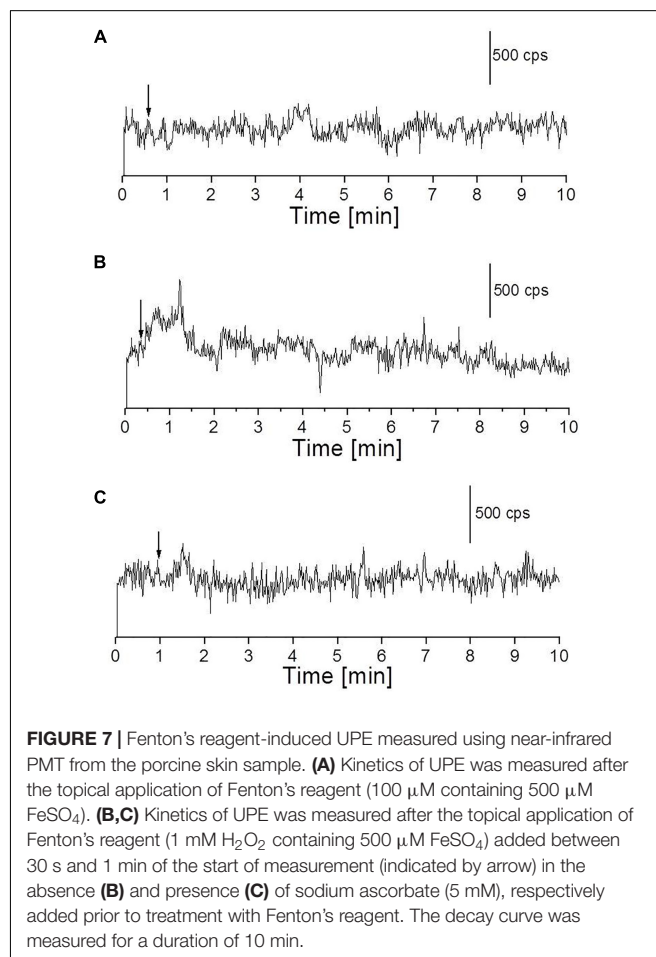 A
500 cps
0 1 2 3 4 5 6 7 8 9 10
Time [min]
B
500 cps
0 1 2 3 4 5 6 7 8 9 10
Time [min]
C
500 cps
0 1 2 3 4 5 6 7 8 9 10
Time [min]
FIGURE 7 | Fenton's reagent-induced UPE measured using near-infrared
PMT from the porcine skin sample. (A) Kinetics of UPE was measured after
the topical application of Fenton's reagent (100 μM containing 500 μM
FeSO₄). (B,C) Kinetics of UPE was measured after the topical application of
Fenton's reagent (1 mM H₂O₂ containing 500 μM FeSO₄) added between
30 s and 1 min of the start of measurement (indicated by arrow) in the
absence (B) and presence (C) of sodium ascorbate (5 mM), respectively
added prior to treatment with Fenton's reagent. The decay curve was
measured for a duration of 10 min.